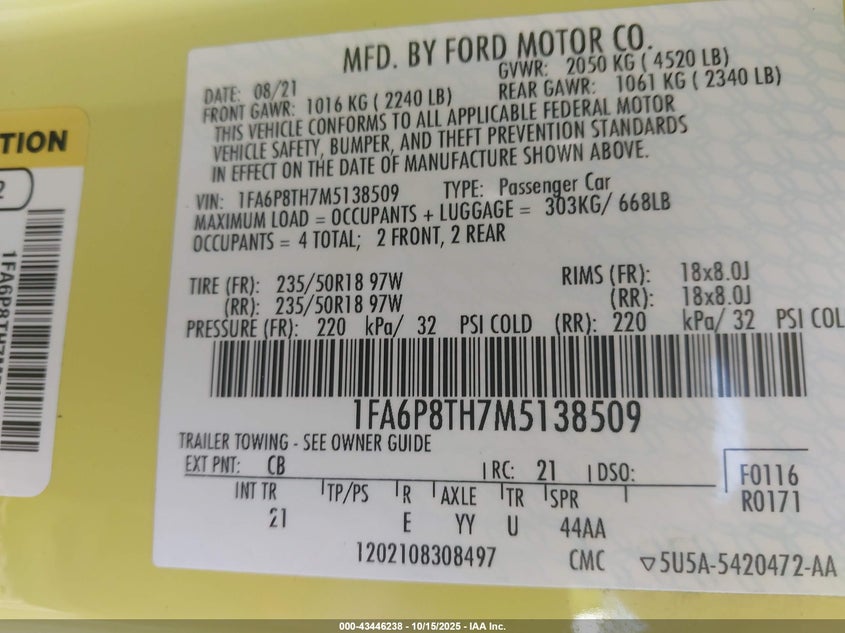 MFD. BY FORD MOTOR CO.
DATE: 08/21 GVWR: 2050 KG ( 4520 LB)
FRONT GAWR: 1016 KG ( 2240 LB) REAR GAWR: 1061 KG ( 2340 LB)
THIS VEHICLE CONFORMS TO ALL APPLICABLE FEDERAL MOTOR
VEHICLE SAFETY, BUMPER, AND THEFT PREVENTION STANDARDS
IN EFFECT ON THE DATE OF MANUFACTURE SHOWN ABOVE.
VIN: 1FA6P8TH7M5138509 TYPE: Passenger Car
MAXIMUM LOAD = OCCUPANTS + LUGGAGE = 303KG/ 668LB
OCCUPANTS = 4 TOTAL; 2 FRONT, 2 REAR
TIRE (FR): 235/50R18 97W RIMS (FR): 18x8.0J
(RR): 235/50R18 97W (RR): 18x8.0J
PRESSURE (FR): 220 kPa/ 32 PSI COLD (RR): 220 kPa/ 32 PSI COL
1FA6P8TH7M5138509
TRAILER TOWING - SEE OWNER GUIDE
EXT PNT: CB RC: 21 DSO: F0116
INT TR TP/PS R AXLE TR SPR R0171
21 E YY U 44AA
1202108308497 CMC ▽5U5A-5420472-AA
TION
2
1FA6P8TH7M5
000-43446238 - 10/15/2025 - IAA Inc.